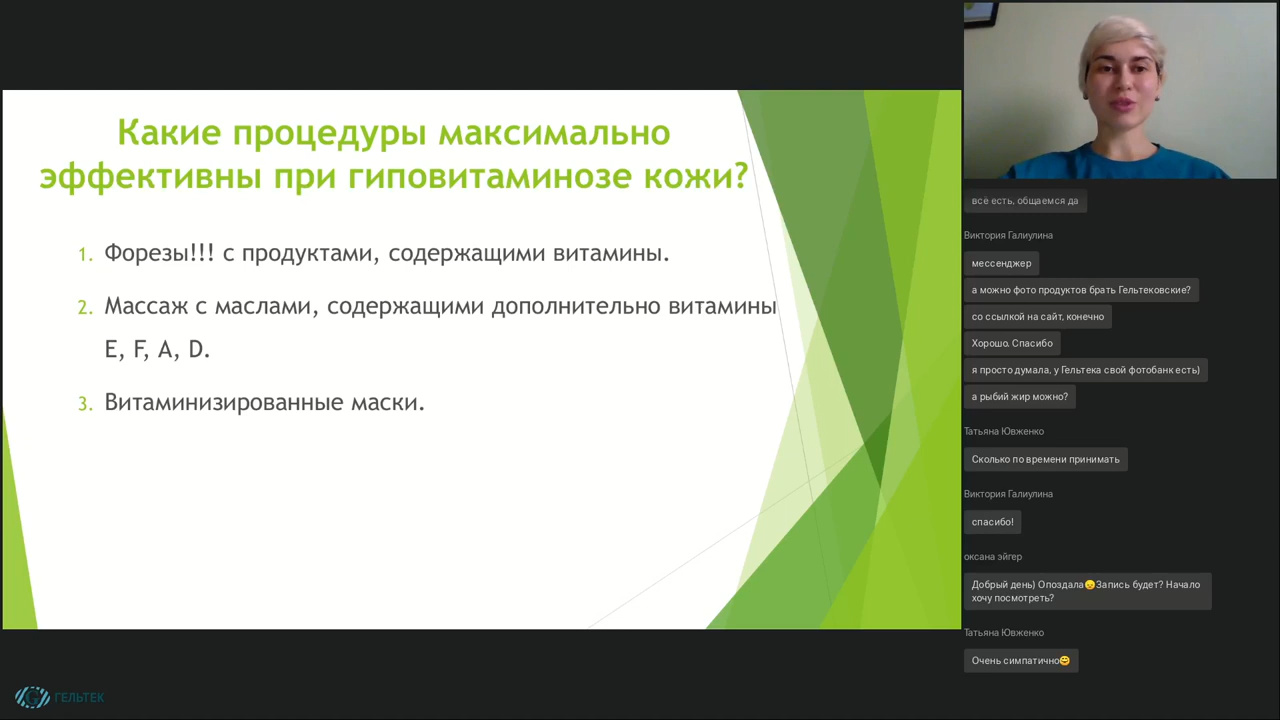 Какие процедуры максимально
эффективны при гиповитаминозе кожи?
1. Форезы!!! с продуктами, содержащими витамины.
2. Массаж с маслами, содержащими дополнительно витамины
E, F, A, D.
3. Витаминизированные маски.
всё есть, общаемся да
Виктория Галиулина
мессенджер
а можно фото продуктов брать Гельтековские?
со ссылкой на сайт, конечно
Хорошо. Спасибо
я просто думала, у Гельтека свой фотобанк есть)
а рыбий жир можно?
Татьяна Ювженко
Сколько по времени принимать
Виктория Галиулина
спасибо!
оксана эйгер
Добрый день) Опоздала😠Запись будет? Начало
хочу посмотреть?
Татьяна Ювженко
Очень симпатично😊
ГЕЛЬТЕК